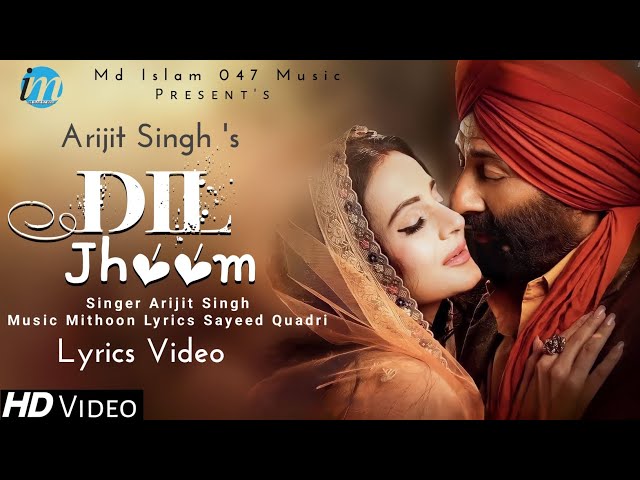 im
Md Islam 047 Music
Present's
Arijit Singh 's
DIL
Jhoom
Singer Arijit Singh
Music Mithoon Lyrics Sayeed Quadri
Lyrics Video
HD Video